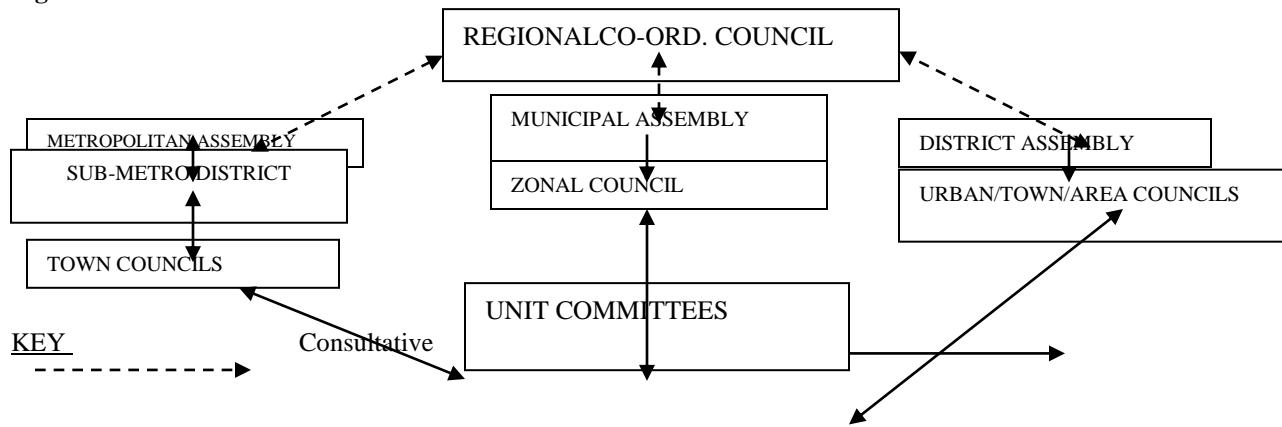 REGIONALCO-ORD. COUNCIL
METROPOLITAN ASSEMBLY
MUNICIPAL ASSEMBLY
DISTRICT ASSEMBLY
SUB-METRO DISTRICT
ZONAL COUNCIL
URBAN/TOWN/AREA COUNCILS
TOWN COUNCILS
UNIT COMMITTEES
KEY
Consultative